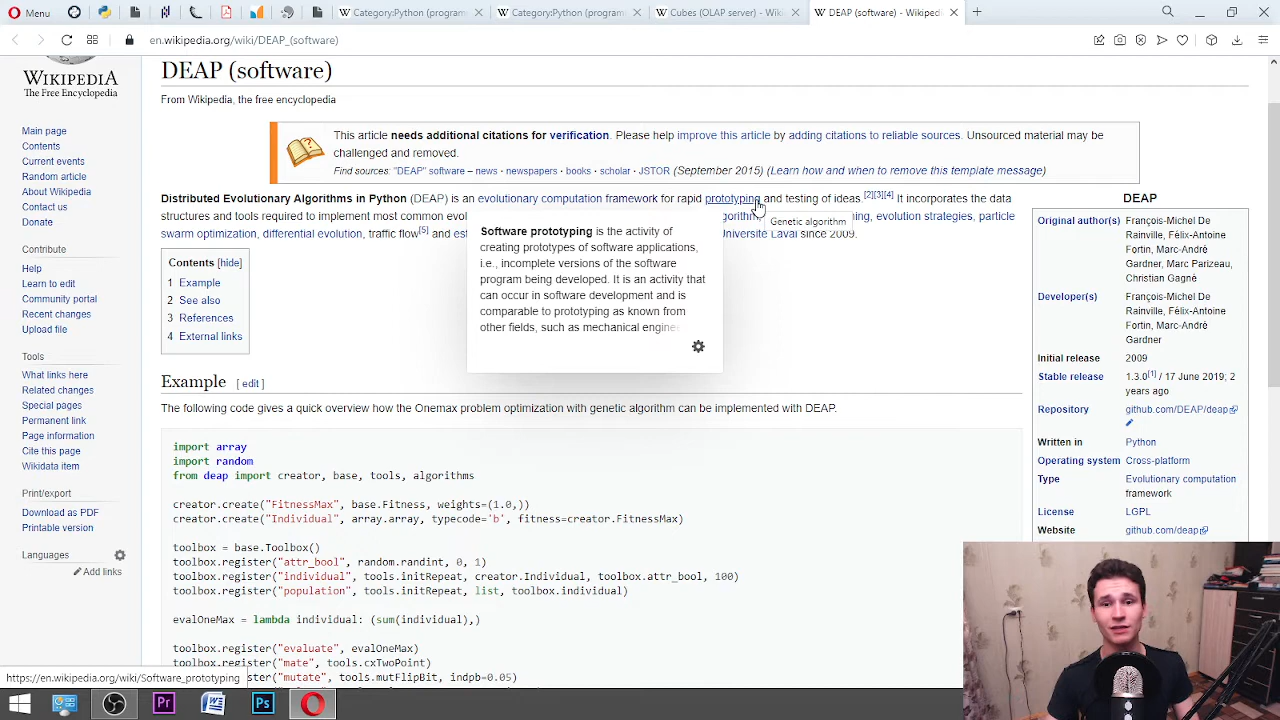 Menu
Category:Python (program
Category:Python (program
Cubes (OLAP server) - Wiki
DEAP (software) - Wikiped
en.wikipedia.org/wiki/DEAP_(software)
WIKIPEDIA
The Free Encyclopedia
Main page
Contents
Current events
Random article
About Wikipedia
Contact us
Donate
Contribute
Help
Learn to edit
Community portal
Recent changes
Upload file
Tools
What links here
Related changes
Special pages
Permanent link
Page information
Cite this page
Wikidata item
Print/export
Download as PDF
Printable version
Languages
Add links
DEAP (software)
From Wikipedia, the free encyclopedia
This article needs additional citations for verification. Please help improve this article by adding citations to reliable sources. Unsourced material may be
challenged and removed.
Find sources: "DEAP" software – news · newspapers · books · scholar · JSTOR (September 2015) (Learn how and when to remove this template message)
Distributed Evolutionary Algorithms in Python (DEAP) is an evolutionary computation framework for rapid prototyping and testing of ideas [2][3][4] It incorporates the data
structures and tools required to implement most common evol
gorithm
Genetic algorithm
ing, evolution strategies, particle
swarm optimization, differential evolution, traffic flow[5] and est
Université Laval since 2009.
Software prototyping is the activity of
creating prototypes of software applications,
i.e., incomplete versions of the software
program being developed. It is an activity that
can occur in software development and is
comparable to prototyping as known from
other fields, such as mechanical enginee
Contents [hide]
1 Example
2 See also
3 References
4 External links
Example [ edit ]
The following code gives a quick overview how the Onemax problem optimization with genetic algorithm can be implemented with DEAP.
import array
import random
from deap import creator, base, tools, algorithms
creator.create("FitnessMax", base.Fitness, weights=(1.0,))
creator.create("Individual", array.array, typecode='b', fitness=creator.FitnessMax)
toolbox = base.Toolbox()
toolbox.register("attr_bool", random.randint, 0, 1)
toolbox.register("individual", tools.initRepeat, creator.Individual, toolbox.attr_bool, 100)
toolbox.register("population", tools.initRepeat, list, toolbox.individual)
evalOneMax = lambda individual: (sum(individual),)
toolbox.register("evaluate", evalOneMax)
toolbox.register("mate", tools.cxTwoPoint)
toolbox.register("mutate", tools.mutFlipBit, indpb=0.05)
DEAP
Original author(s) François-Michel De
Rainville, Félix-Antoine
Fortin, Marc-André
Gardner, Marc Parizeau,
Christian Gagné
Developer(s) François-Michel De
Rainville, Félix-Antoine
Fortin, Marc-André
Gardner
Initial release 2009
Stable release 1.3.0[1] / 17 June 2019; 2
years ago
Repository github.com/DEAP/deap
Written in Python
Operating system Cross-platform
Type Evolutionary computation
framework
License LGPL
Website github.com/deap
https://en.wikipedia.org/wiki/Software_prototyping
Pr
Ps